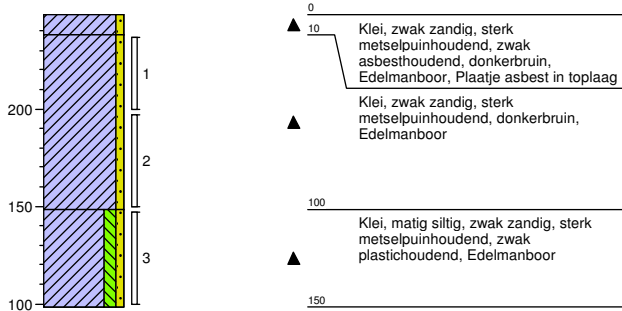 0
10
Klei, zwak zandig, sterk
metselpuinhoudend, zwak
asbesthoudend, donkerbruin,
Edelmanboor, Plaatje asbest in toplaag
1
Klei, zwak zandig, sterk
metselpuinhoudend, donkerbruin,
Edelmanboor
200
2
150
100
Klei, matig siltig, zwak zandig, sterk
metselpuinhoudend, zwak
plastichoudend, Edelmanboor
3
100
150